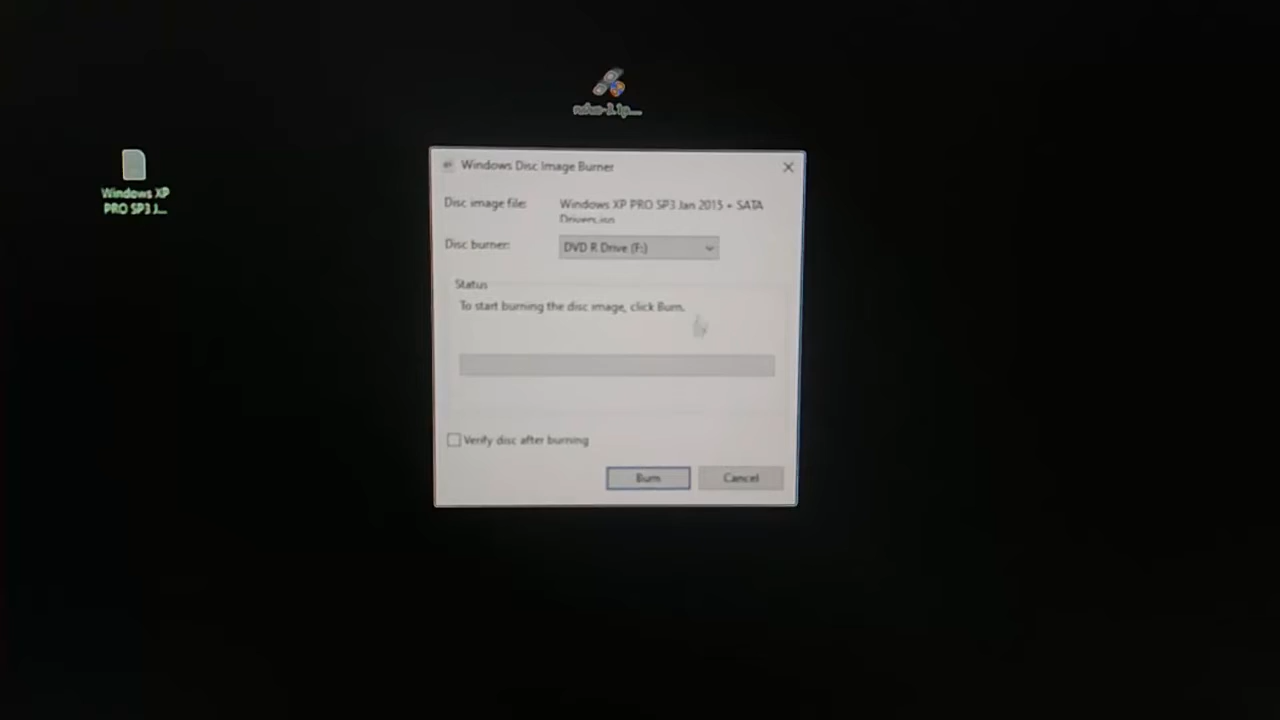 Windows XP
PRO SP3 J...
Windows Disc Image Burner
Disc image file:
Windows XP PRO SP3 Jan 2015 + SATA
Drivers.iso
Disc burner:
DVD R Drive (F:)
Status
To start burning the disc image, click Burn.
Verify disc after burning
Burn
Cancel